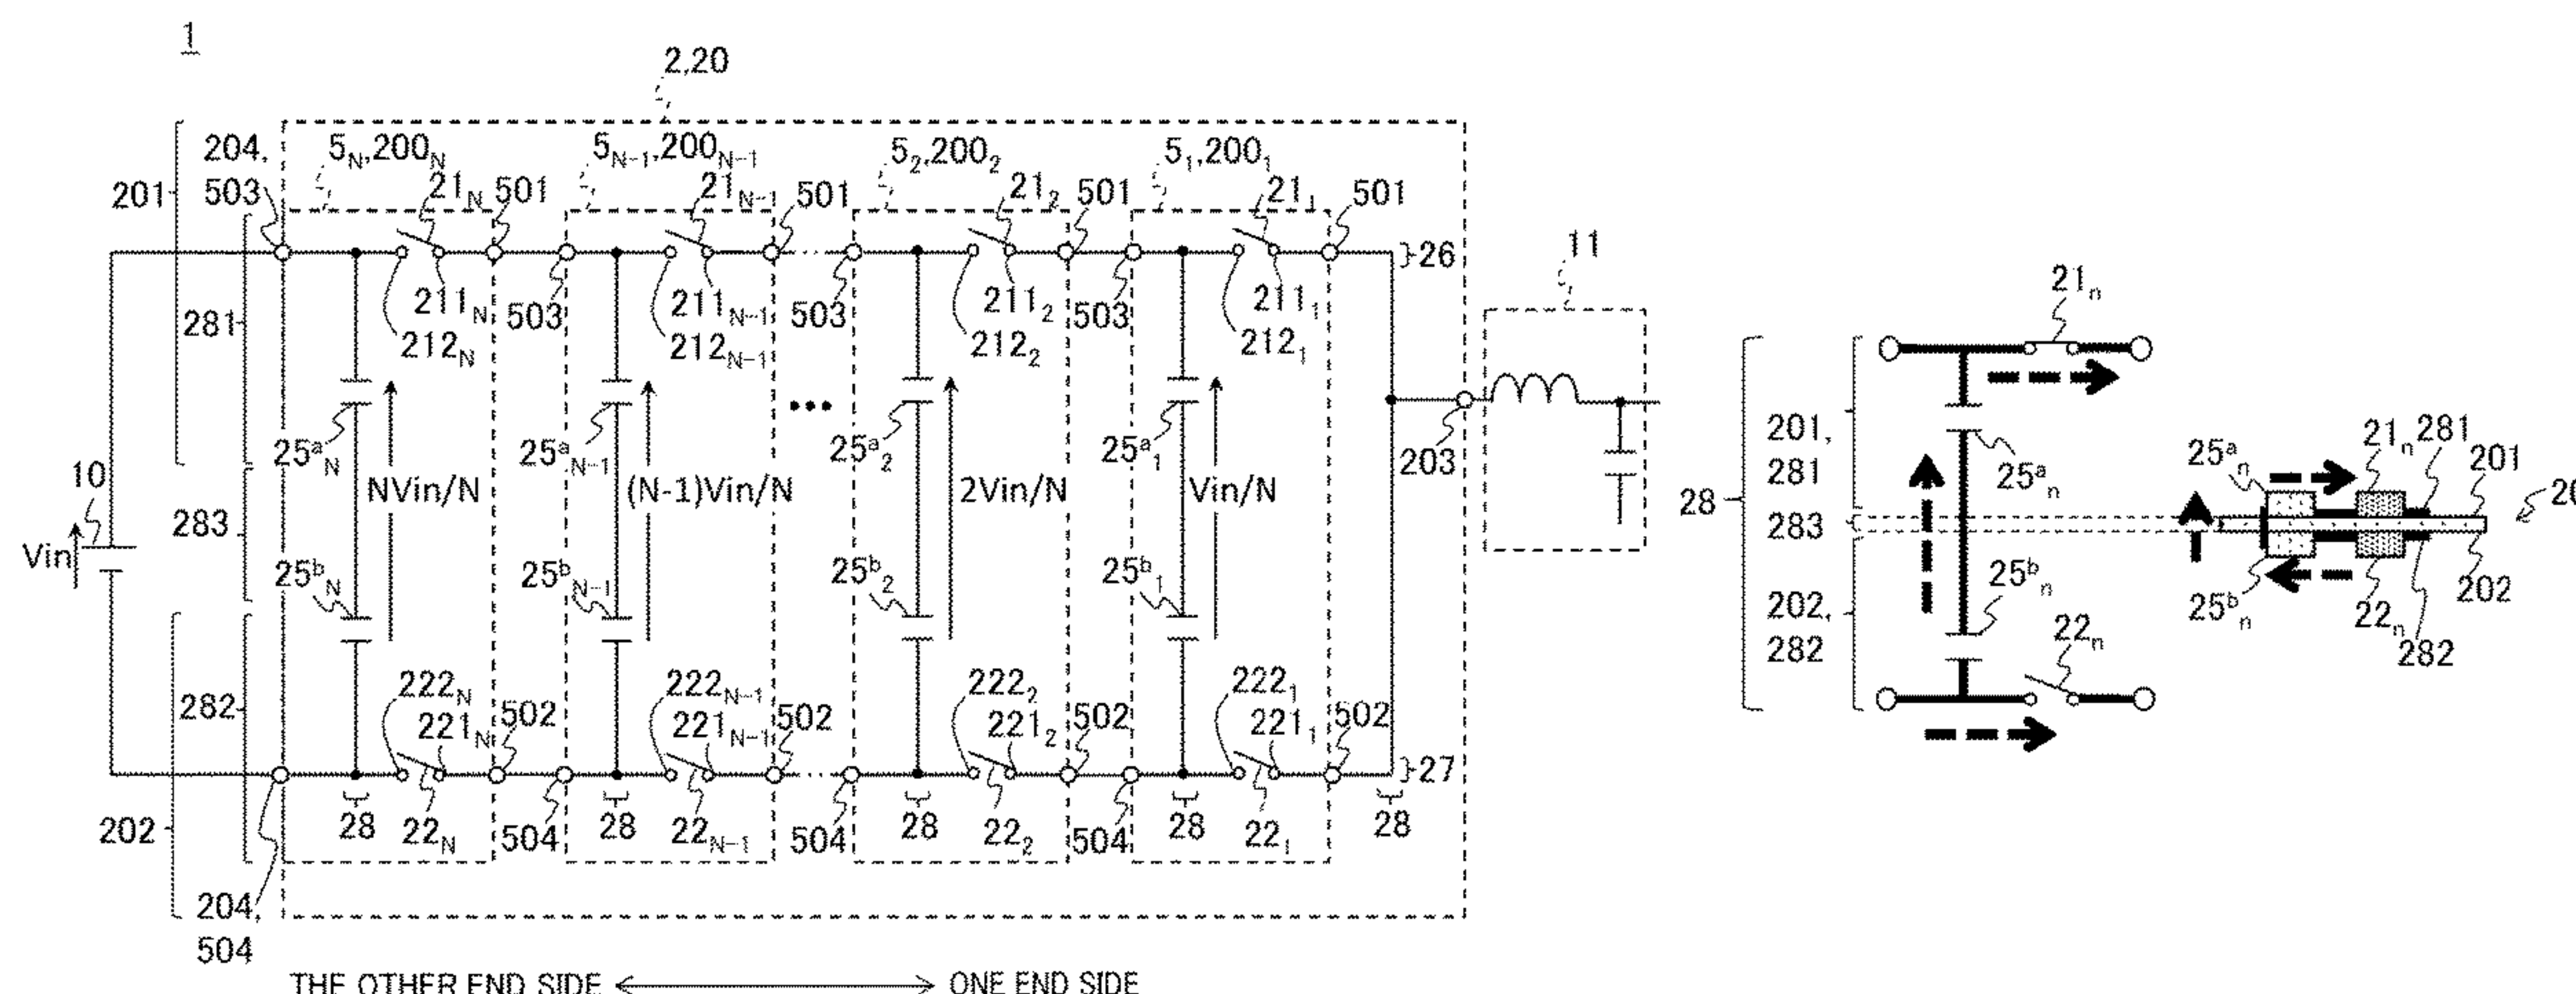 1
2,20
204,
503
201
281
283
282
202
204,
504
10
Vin
5N,200N
21N
501
211N
212N
25aN
NVin/N
25bN
222N
221N
502
28
22N
5N-1,200N-1
21N-1
501
503
211N-1
212N-1
25aN-1
(N-1)Vin/N
25bN-1
222N-1
221N-1
502
504
28
22N-1
•••
52,2002
212
501
503
2112
2122
25a2
2Vin/N
25b2
2222
2212
502
504
28
222
51,2001
211
501
503
2111
2121
25a1
Vin/N
25b1
2221
2211
502
504
28
221
26
27
28
203
11
THE OTHER END SIDE
ONE END SIDE
28
201,
281
283
202,
282
21n
25an
25bn
22n
25an
21n
281
201
25bn
22n
282
202